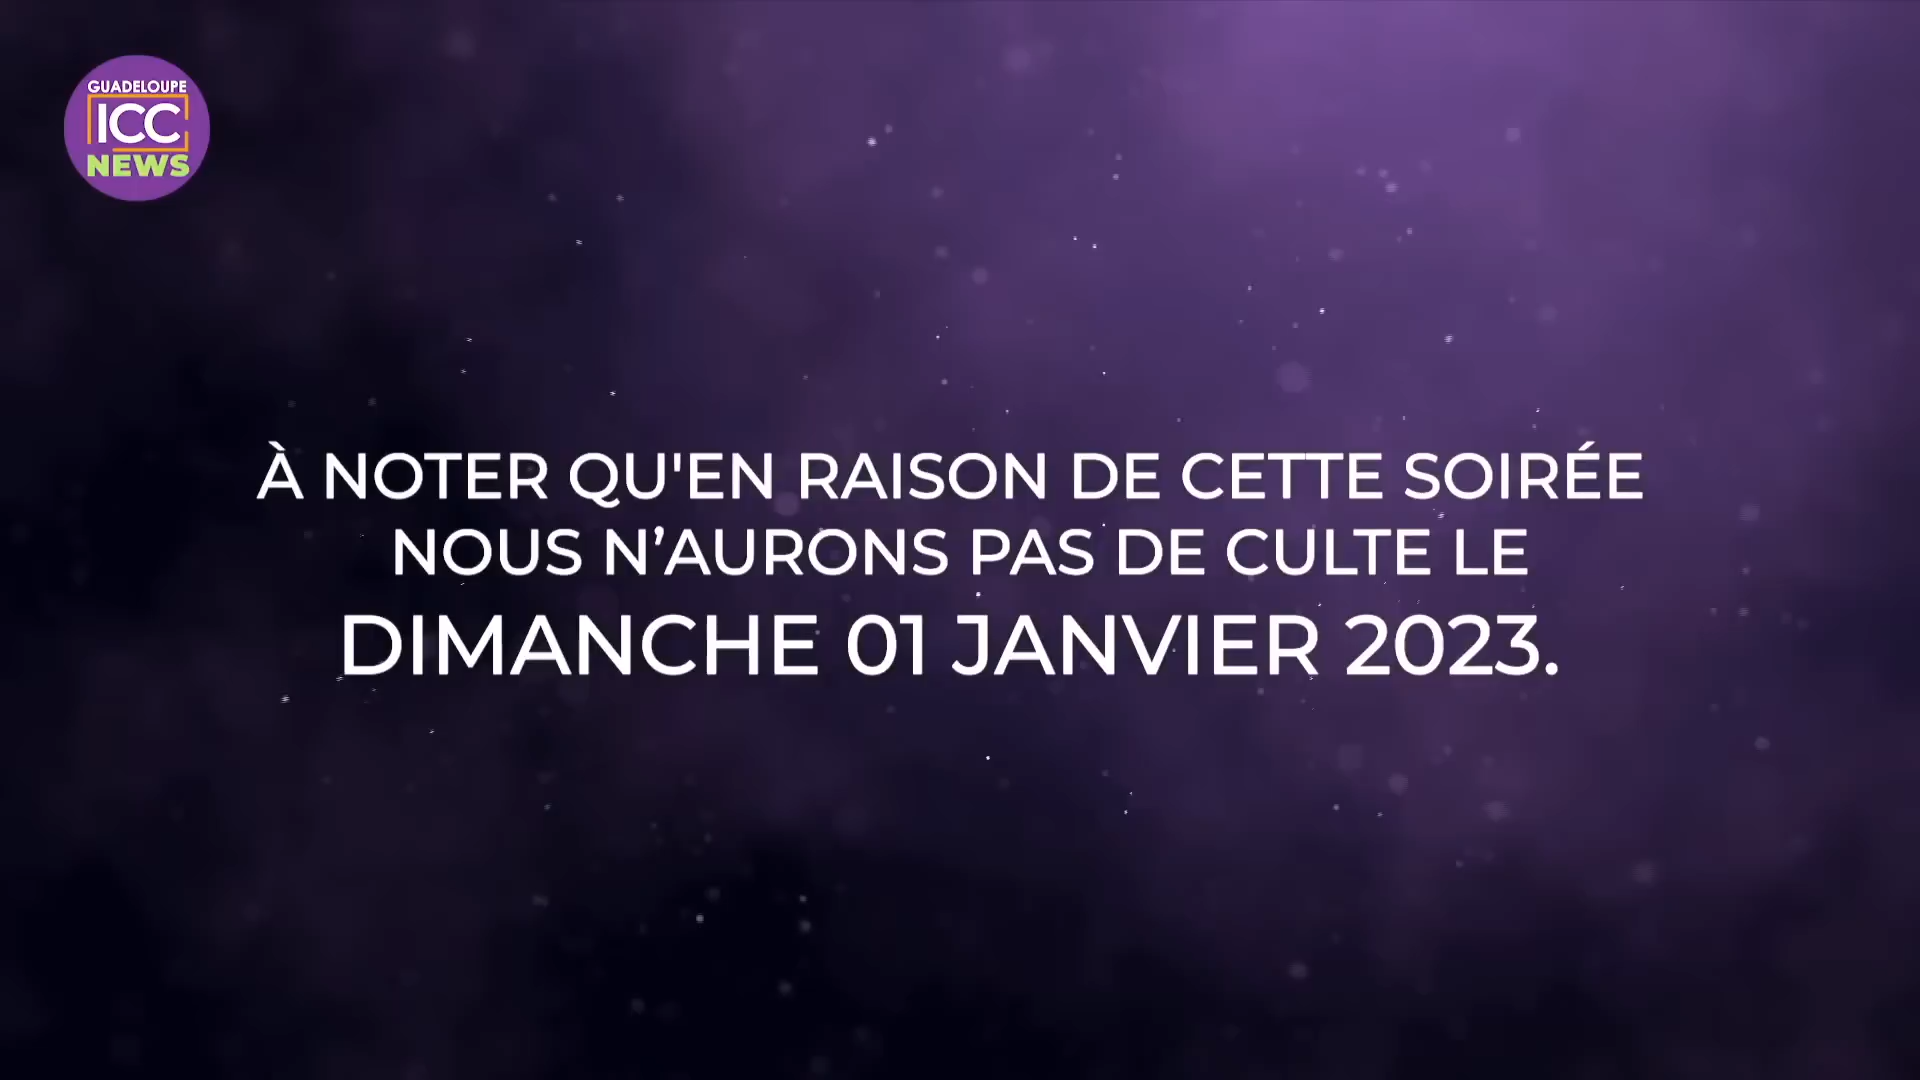 GUADELOUPE
ICC
NEWS
À NOTER QU'EN RAISON DE CETTE SOIRÉE
NOUS N’AURONS PAS DE CULTE LE
DIMANCHE 01 JANVIER 2023.